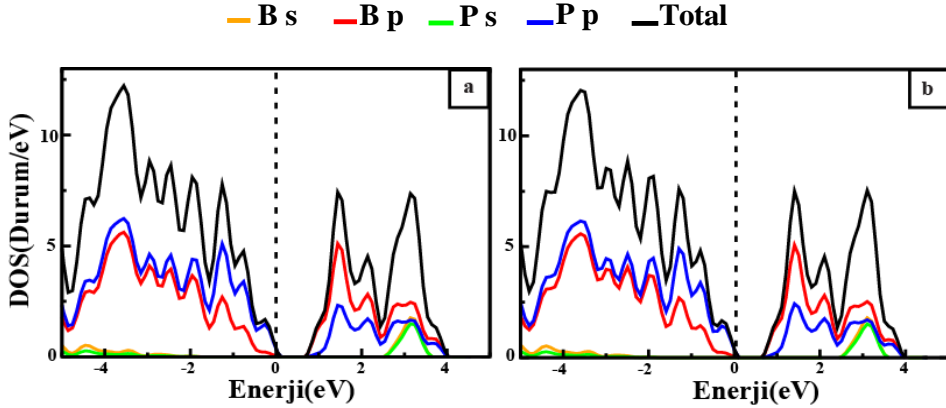 B s B p P s P p Total
a
b
DOS(Durum/eV)
10
5
0
-4 -2 0 2 4
Enerji(eV)
10
5
0
-4 -2 0 2 4
Enerji(eV)